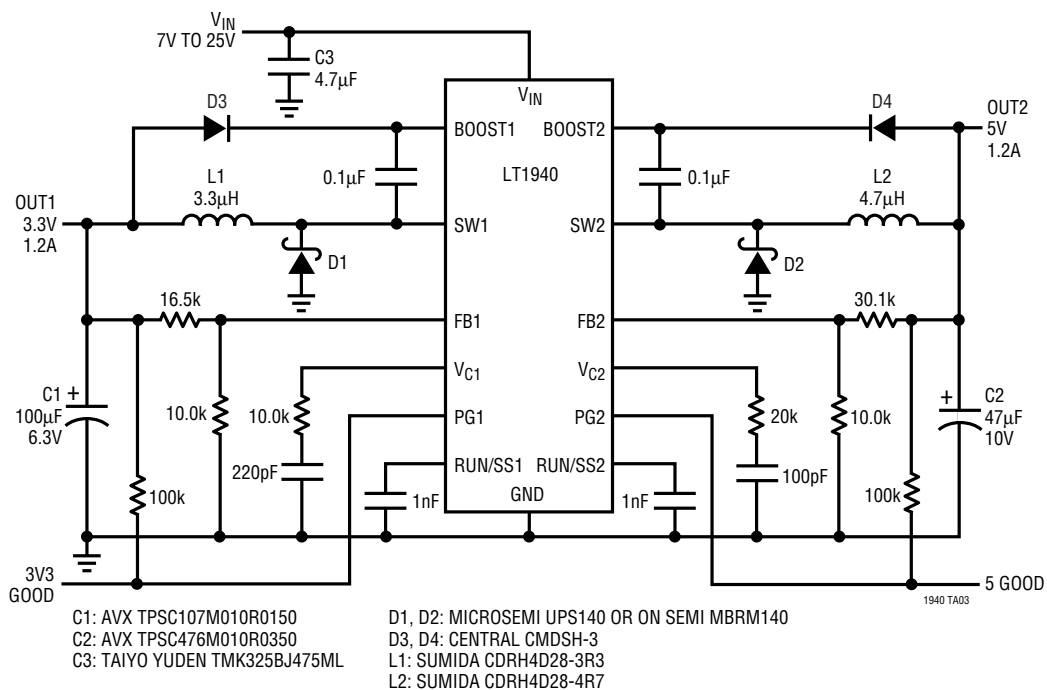 VIN
7V TO 25V
C3
4.7µF
D3
D4
VIN
OUT2
5V
1.2A
BOOST1
BOOST2
LT1940
L1
3.3µH
0.1µF
0.1µF
L2
4.7µH
OUT1
3.3V
1.2A
SW1
SW2
D1
D2
16.5k
30.1k
FB1
FB2
VC1
VC2
C1
100µF
6.3V
+
10.0k
10.0k
PG1
PG2
20k
10.0k
+
C2
47µF
10V
220pF
RUN/SS1
RUN/SS2
100pF
100k
1nF
GND
1nF
100k
3V3
GOOD
5 GOOD
1940 TA03
C1: AVX TPSC107M010R0150
C2: AVX TPSC476M010R0350
C3: TAIYO YUDEN TMK325BJ475ML
D1, D2: MICROSEMI UPS140 OR ON SEMI MBRM140
D3, D4: CENTRAL CMDSH-3
L1: SUMIDA CDRH4D28-3R3
L2: SUMIDA CDRH4D28-4R7